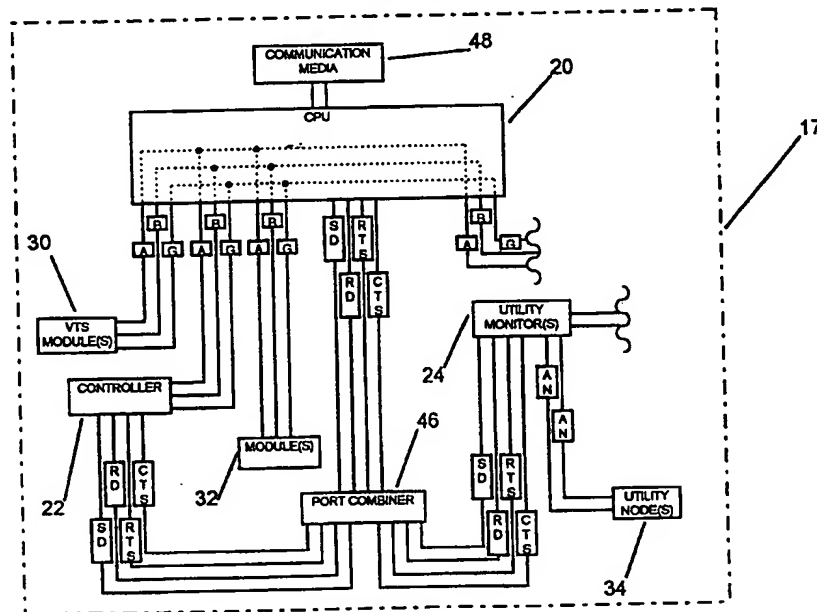 COMMUNICATION
MEDIA
48
20
CPU
17
A
B
G
A
B
G
A
B
G
SD
RD
RTS
CTS
A
B
G
30
VTS
MODULE(S)
UTILITY
MONITOR(S)
24
CONTROLLER
22
MODULE(S)
32
46
PORT COMBINER
SD
RD
RTS
CTS
SD
RD
RTS
CTS
AN
AN
UTILITY
NODE(S)
34